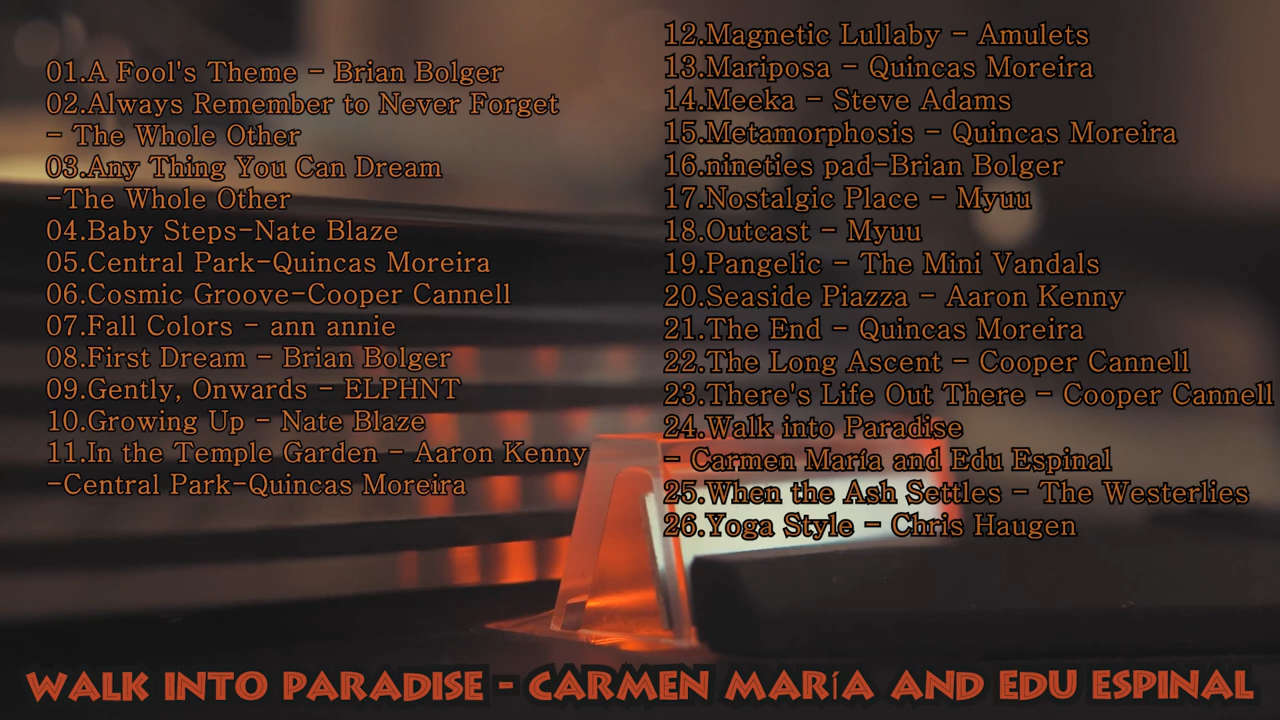 01.A Fool's Theme - Brian Bolger
02.Always Remember to Never Forget
- The Whole Other
03.Any Thing You Can Dream
-The Whole Other
04.Baby Steps-Nate Blaze
05.Central Park-Quincas Moreira
06.Cosmic Groove-Cooper Cannell
07.Fall Colors - ann annie
08.First Dream - Brian Bolger
09.Gently, Onwards - ELPHNT
10.Growing Up - Nate Blaze
11.In the Temple Garden - Aaron Kenny
-Central Park-Quincas Moreira
12.Magnetic Lullaby - Amulets
13.Mariposa - Quincas Moreira
14.Meeka - Steve Adams
15.Metamorphosis - Quincas Moreira
16.nineties pad-Brian Bolger
17.Nostalgic Place - Myuu
18.Outcast - Myuu
19.Pangelic - The Mini Vandals
20.Seaside Piazza - Aaron Kenny
21.The End - Quincas Moreira
22.The Long Ascent - Cooper Cannell
23.There's Life Out There - Cooper Cannell
24.Walk into Paradise
- Carmen María and Edu Espinal
25.When the Ash Settles - The Westerlies
26.Yoga Style - Chris Haugen
WALK INTO PARADISE - CARMEN MARíA AND EDU ESPINAL